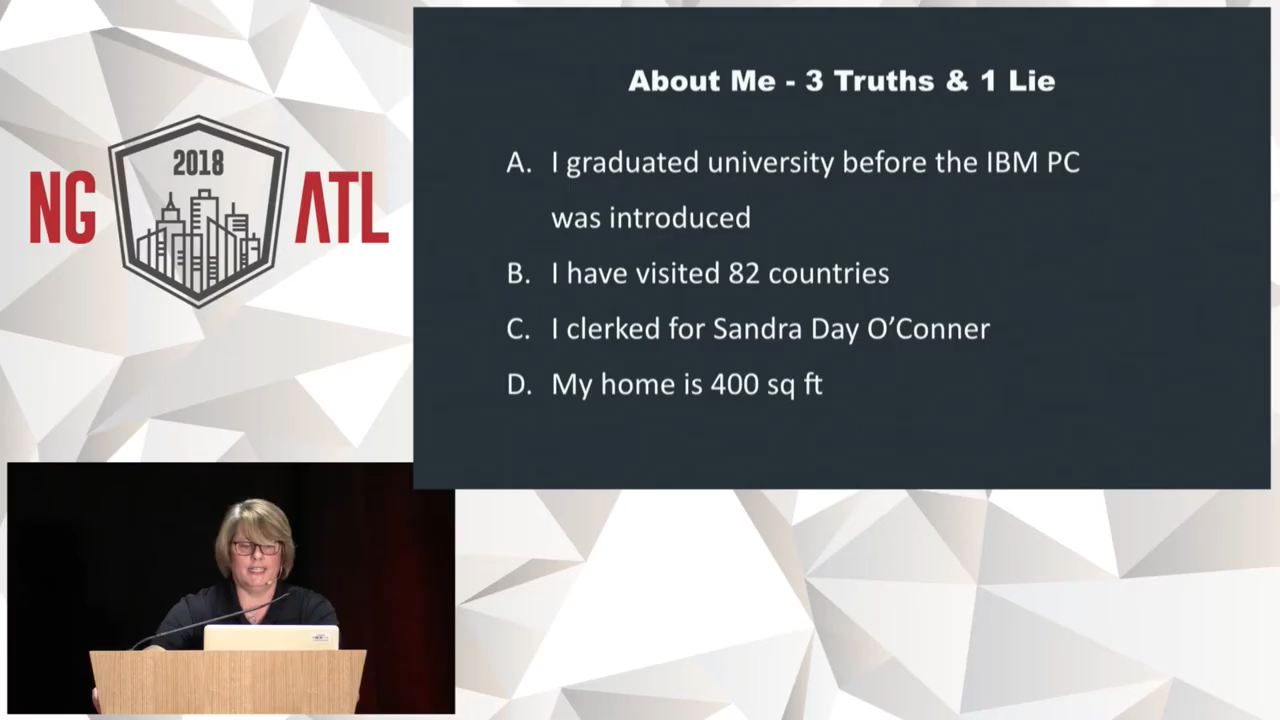 NG
2018
ATL
About Me - 3 Truths & 1 Lie
A. I graduated university before the IBM PC
was introduced
B. I have visited 82 countries
C. I clerked for Sandra Day O’Conner
D. My home is 400 sq ft